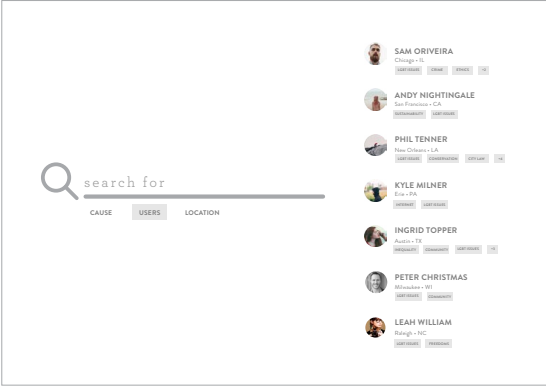 search for
CAUSE USERS LOCATION
SAM ORIVEIRA
Chicago • IL
LGBT ISSUES CRIME ETHICS
ANDY NIGHTINGALE
San Francisco • CA
SUSTAINABILITY LGBT ISSUES
PHIL TENNER
New Orleans • LA
LGBT ISSUES CONSERVATION CITY LAW
KYLE MILNER
Erie • PA
INTERNET LGBT ISSUES
INGRID TOPPER
Austin • TX
INEQUALITY COMMUNITY LGBT ISSUES
PETER CHRISTMAS
Milwaukee • WI
LGBT ISSUES COMMUNITY
LEAH WILLIAM
Raleigh • NC
LGBT ISSUES FREEDOMS